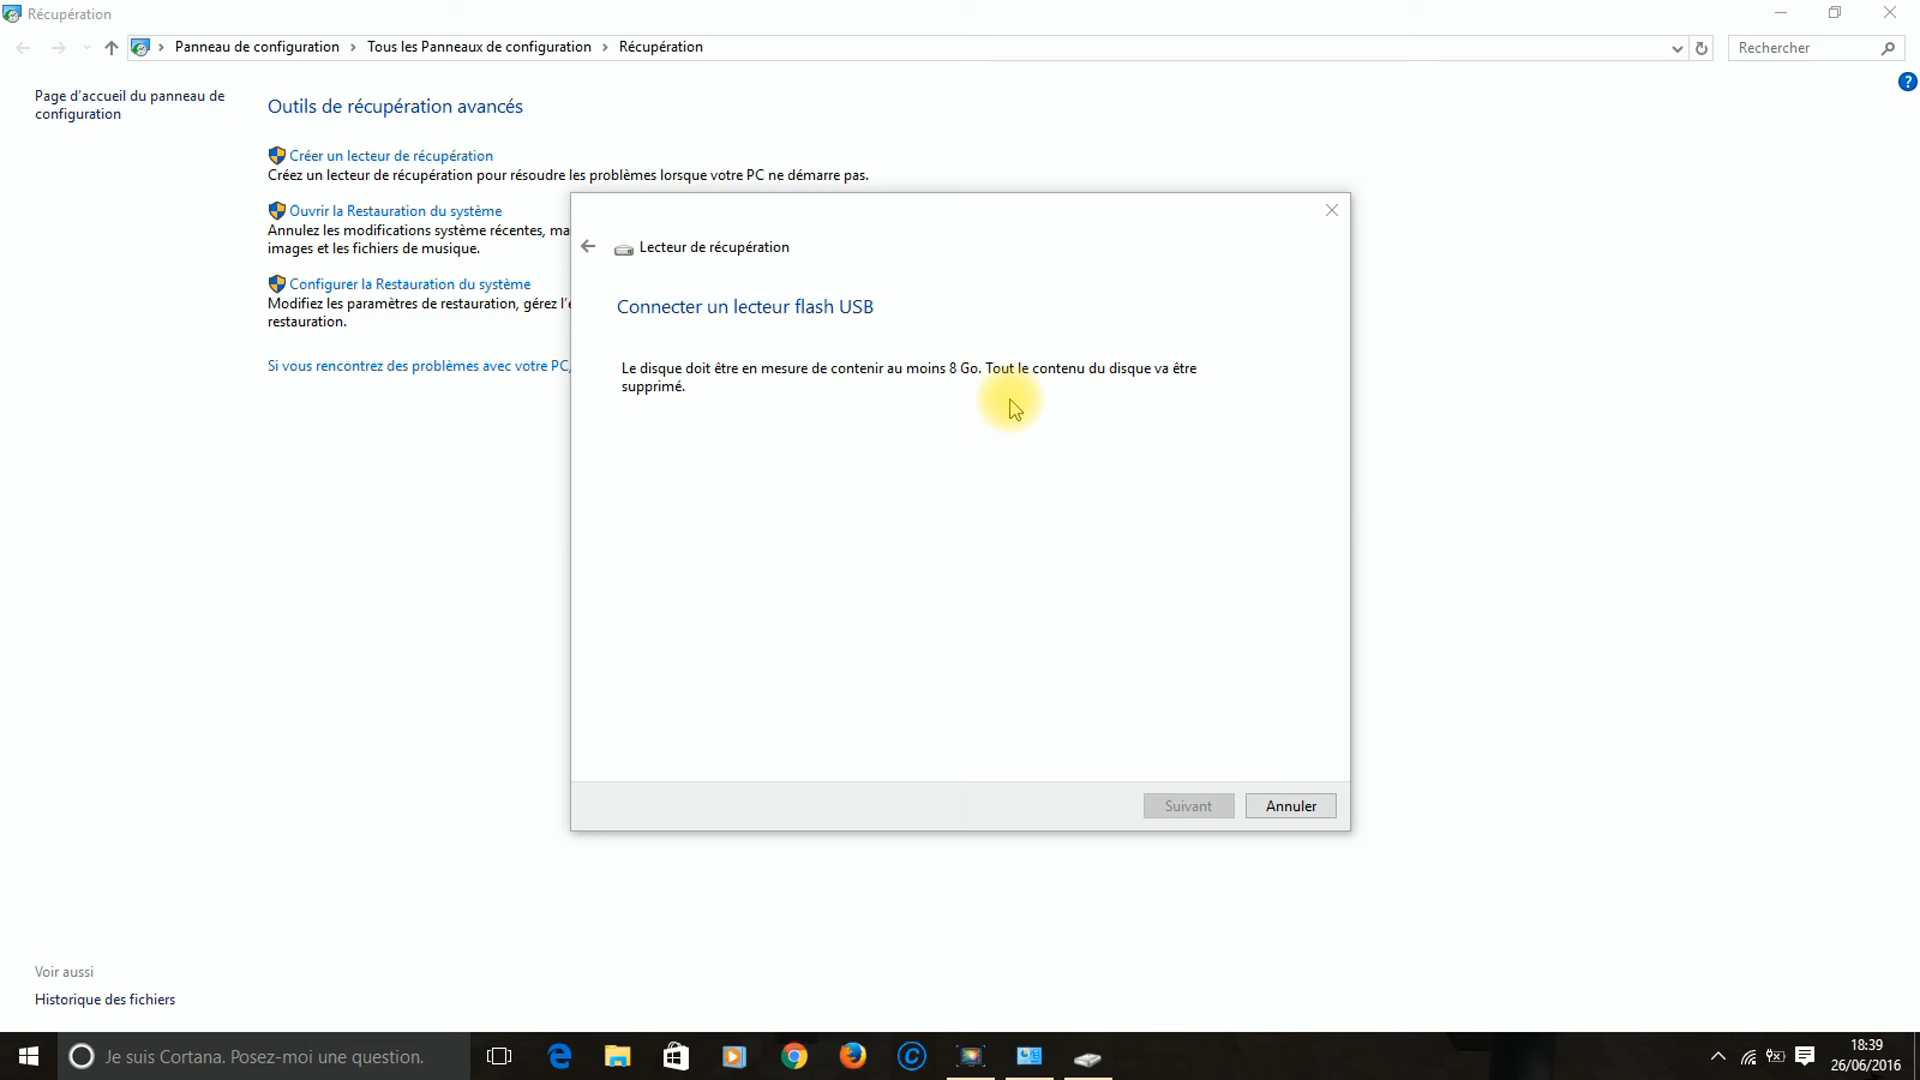 Récupération
Panneau de configuration › Tous les Panneaux de configuration › Récupération
Rechercher
Page d'accueil du panneau de
configuration
Outils de récupération avancés
Créer un lecteur de récupération
Créez un lecteur de récupération pour résoudre les problèmes lorsque votre PC ne démarre pas.
Ouvrir la Restauration du système
Annulez les modifications système récentes, ma
images et les fichiers de musique.
Configurer la Restauration du système
Modifiez les paramètres de restauration, gérez l'e
restauration.
Si vous rencontrez des problèmes avec votre PC,
Lecteur de récupération
Connecter un lecteur flash USB
Le disque doit être en mesure de contenir au moins 8 Go. Tout le contenu du disque va être
supprimé.
Suivant
Annuler
Voir aussi
Historique des fichiers
Je suis Cortana. Posez-moi une question.
18:39
26/06/2016